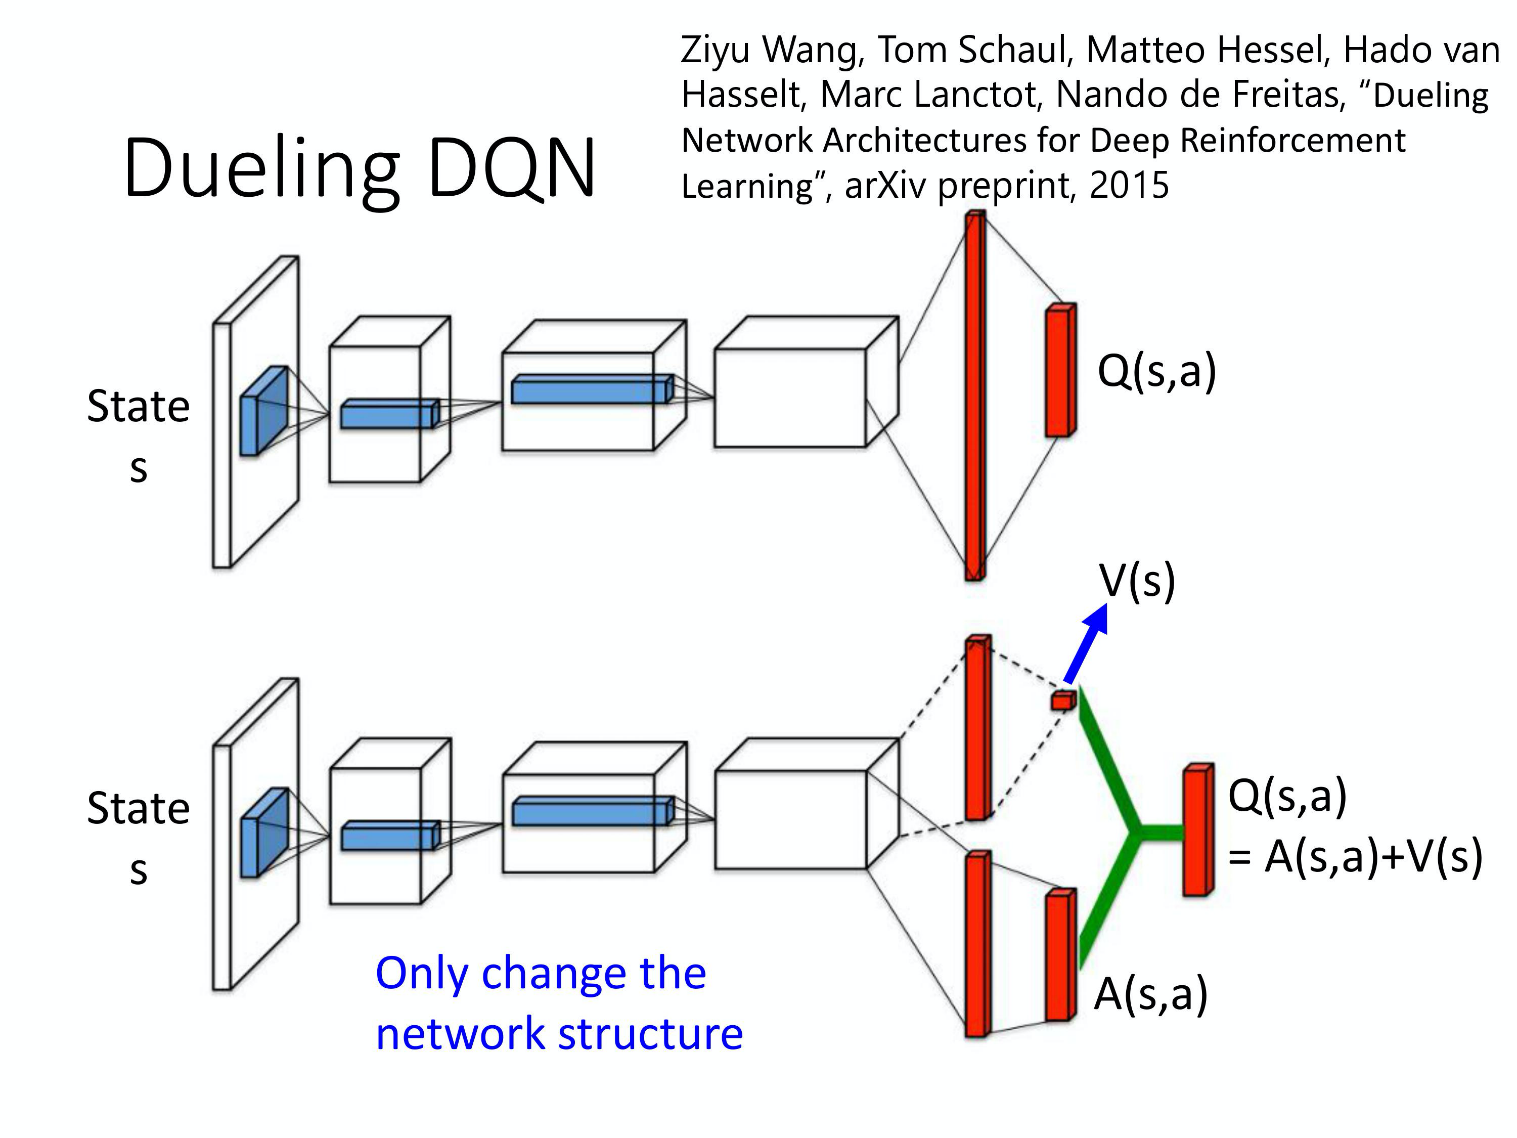 Ziyu Wang, Tom Schaul, Matteo Hessel, Hado van
Hasselt, Marc Lanctot, Nando de Freitas, “Dueling
Network Architectures for Deep Reinforcement
Learning”, arXiv preprint, 2015
Dueling DQN
State
s
Q(s,a)
V(s)
State
s
Q(s,a)
= A(s,a)+V(s)
A(s,a)
Only change the
network structure